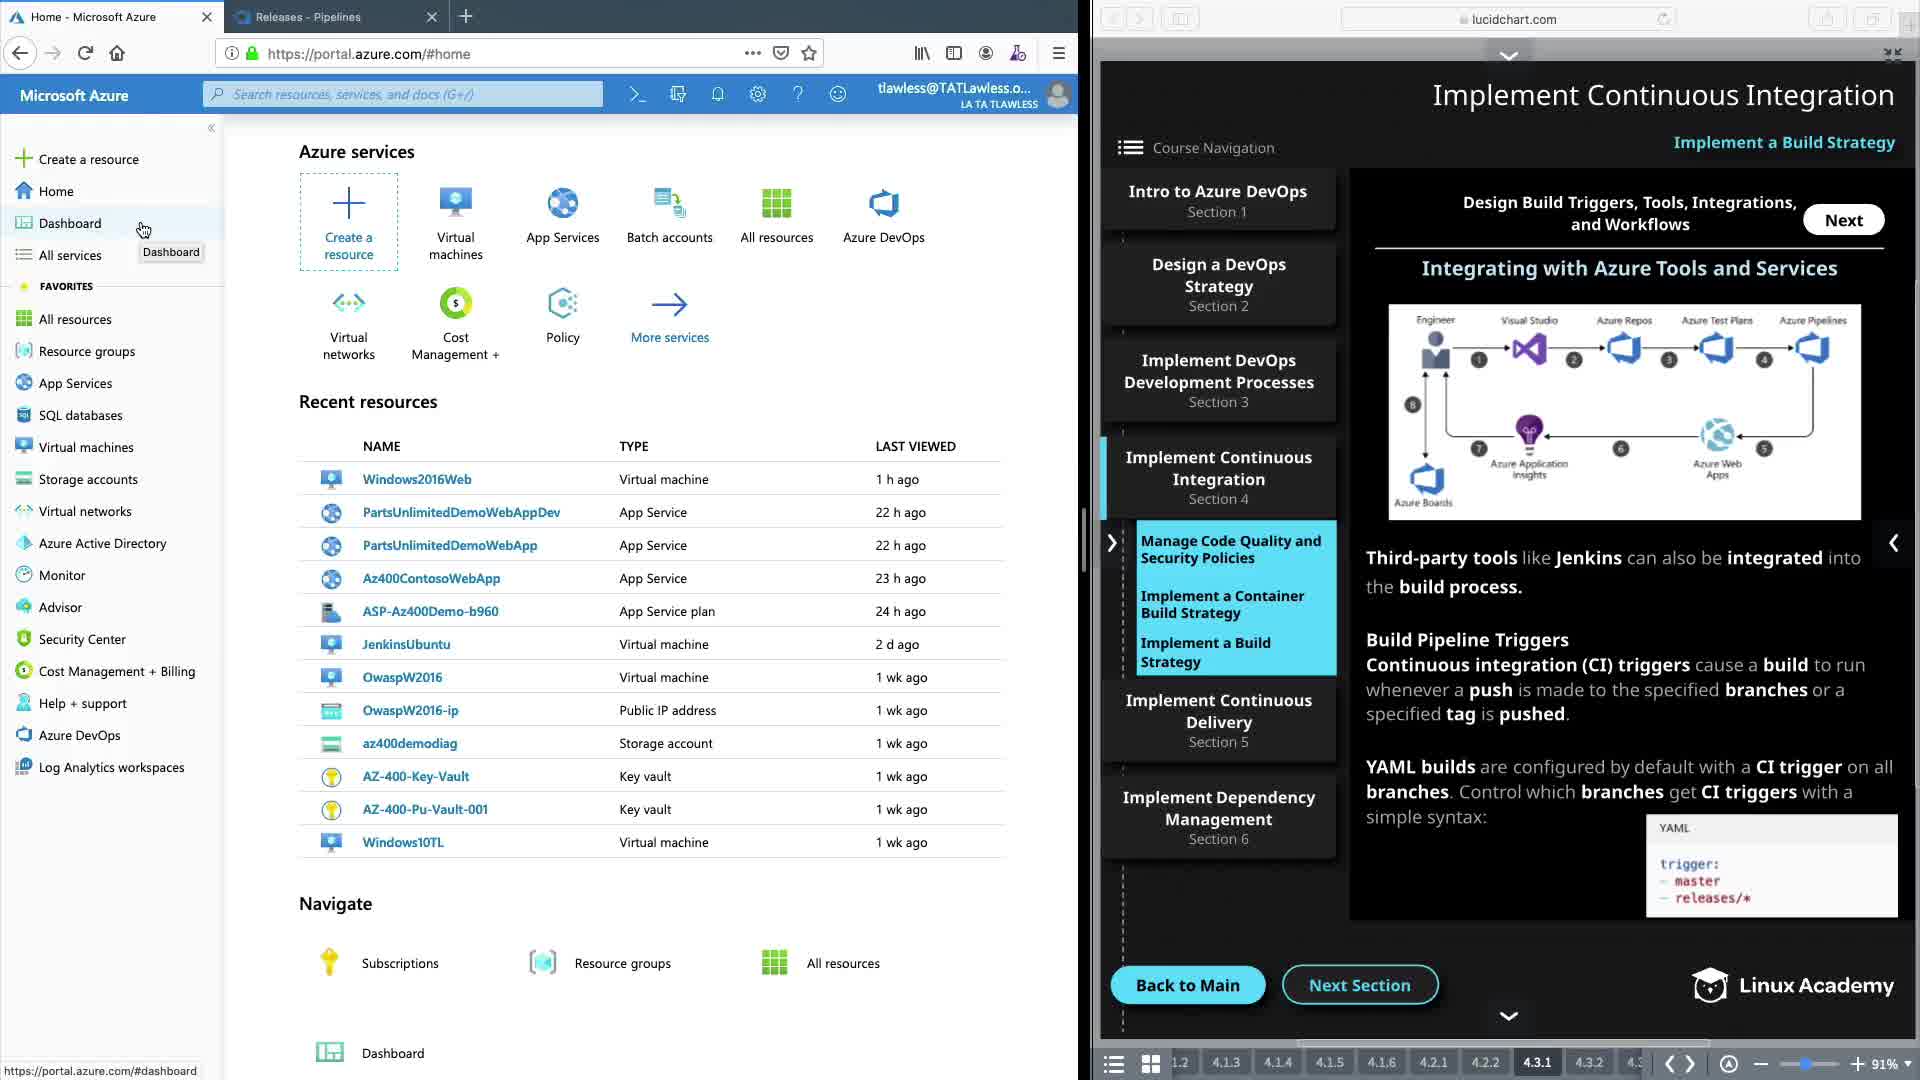 Home - Microsoft Azure
Releases - Pipelines
https://portal.azure.com/#home
Microsoft Azure
Search resources, services, and docs (G+/)
tlawless@TATLawless.o...
LA TA TLAWLESS
Create a resource
Home
Dashboard
All services
Dashboard
FAVORITES
All resources
Resource groups
App Services
SQL databases
Virtual machines
Storage accounts
Virtual networks
Azure Active Directory
Monitor
Advisor
Security Center
Cost Management + Billing
Help + support
Azure DevOps
Log Analytics workspaces
https://portal.azure.com/#dashboard
Azure services
Create a
resource
Virtual
machines
App Services
Batch accounts
All resources
Azure DevOps
Virtual
networks
Cost
Management +
Policy
More services
Recent resources
NAME TYPE LAST VIEWED
Windows2016Web Virtual machine 1 h ago
PartsUnlimitedDemoWebAppDev App Service 22 h ago
PartsUnlimitedDemoWebApp App Service 22 h ago
Az400ContosoWebApp App Service 23 h ago
ASP-Az400Demo-b960 App Service plan 24 h ago
JenkinsUbuntu Virtual machine 2 d ago
OwaspW2016 Virtual machine 1 wk ago
OwaspW2016-ip Public IP address 1 wk ago
az400demodiag Storage account 1 wk ago
AZ-400-Key-Vault Key vault 1 wk ago
AZ-400-Pu-Vault-001 Key vault 1 wk ago
Windows10TL Virtual machine 1 wk ago
Navigate
Subscriptions
Resource groups
All resources
Dashboard
lucidchart.com
Implement Continuous Integration
Implement a Build Strategy
Course Navigation
Intro to Azure DevOps
Section 1
Design a DevOps
Strategy
Section 2
Implement DevOps
Development Processes
Section 3
Implement Continuous
Integration
Section 4
Manage Code Quality and
Security Policies
Implement a Container
Build Strategy
Implement a Build
Strategy
Implement Continuous
Delivery
Section 5
Implement Dependency
Management
Section 6
Design Build Triggers, Tools, Integrations,
and Workflows
Next
Integrating with Azure Tools and Services
Engineer
Visual Studio
Azure Repos
Azure Test Plans
Azure Pipelines
1
2
3
4
8
7
6
5
Azure Application
Insights
Azure Web
Apps
Azure Boards
Third-party tools like Jenkins can also be integrated into
the build process.
Build Pipeline Triggers
Continuous integration (CI) triggers cause a build to run
whenever a push is made to the specified branches or a
specified tag is pushed.
YAML builds are configured by default with a CI trigger on all
branches. Control which branches get CI triggers with a
simple syntax:
YAML
trigger:
- master
- releases/*
Back to Main
Next Section
Linux Academy
1.2 4.1.3 4.1.4 4.1.5 4.1.6 4.2.1 4.2.2 4.3.1 4.3.2 4.3
91%